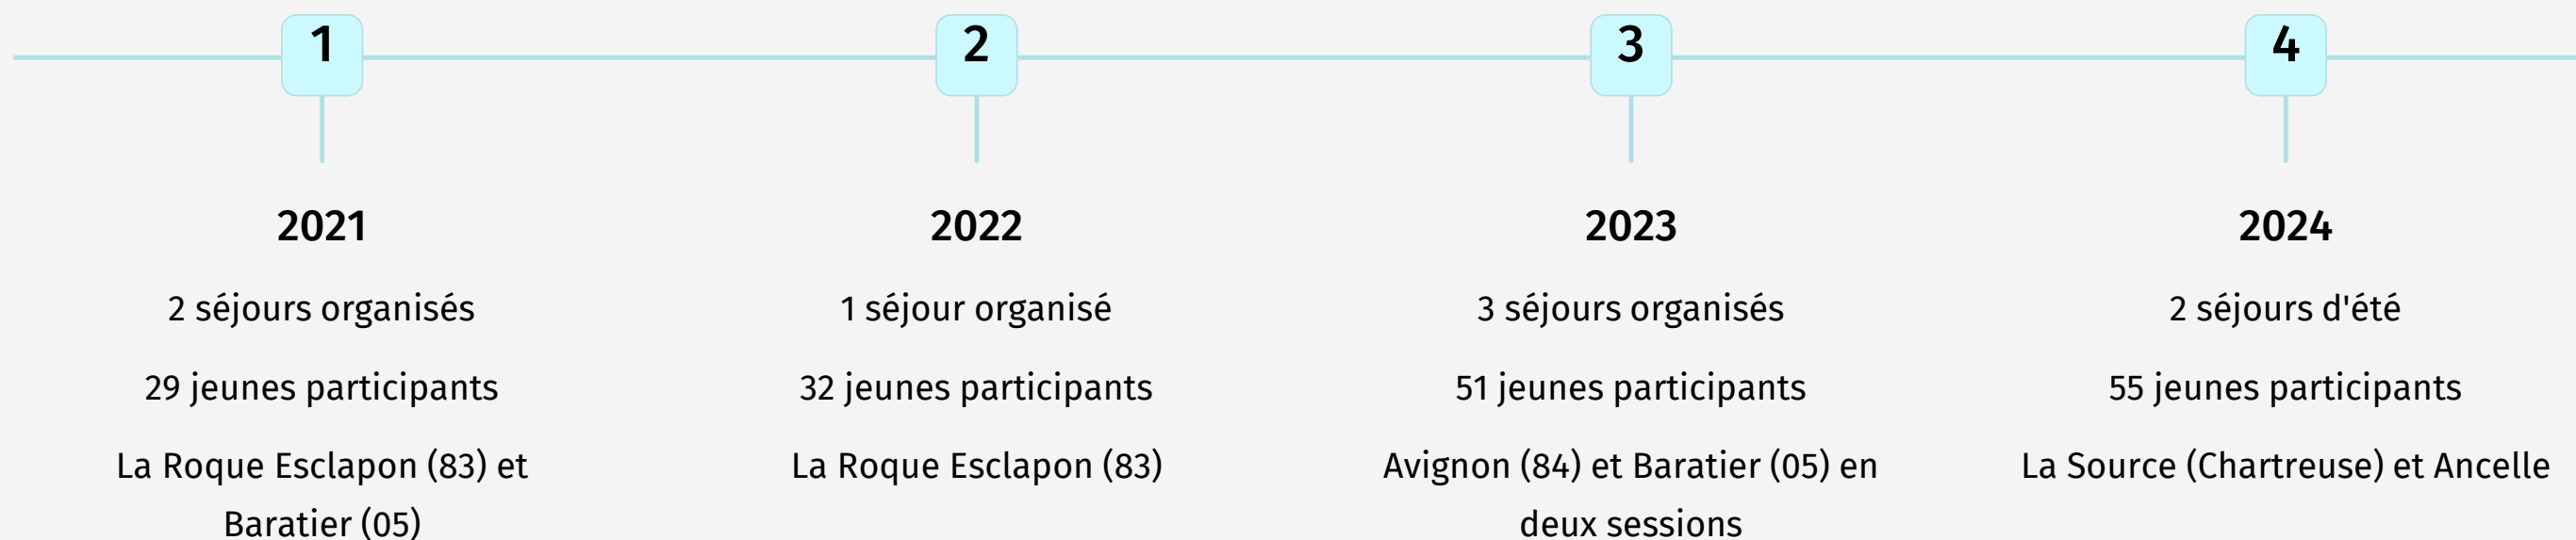 1
2021
2 séjours organisés
29 jeunes participants
La Roque Esclapon (83) et
Baratier (05)
2
2022
1 séjour organisé
32 jeunes participants
La Roque Esclapon (83)
3
2023
3 séjours organisés
51 jeunes participants
Avignon (84) et Baratier (05) en
deux sessions
4
2024
2 séjours d'été
55 jeunes participants
La Source (Chartreuse) et Ancelle